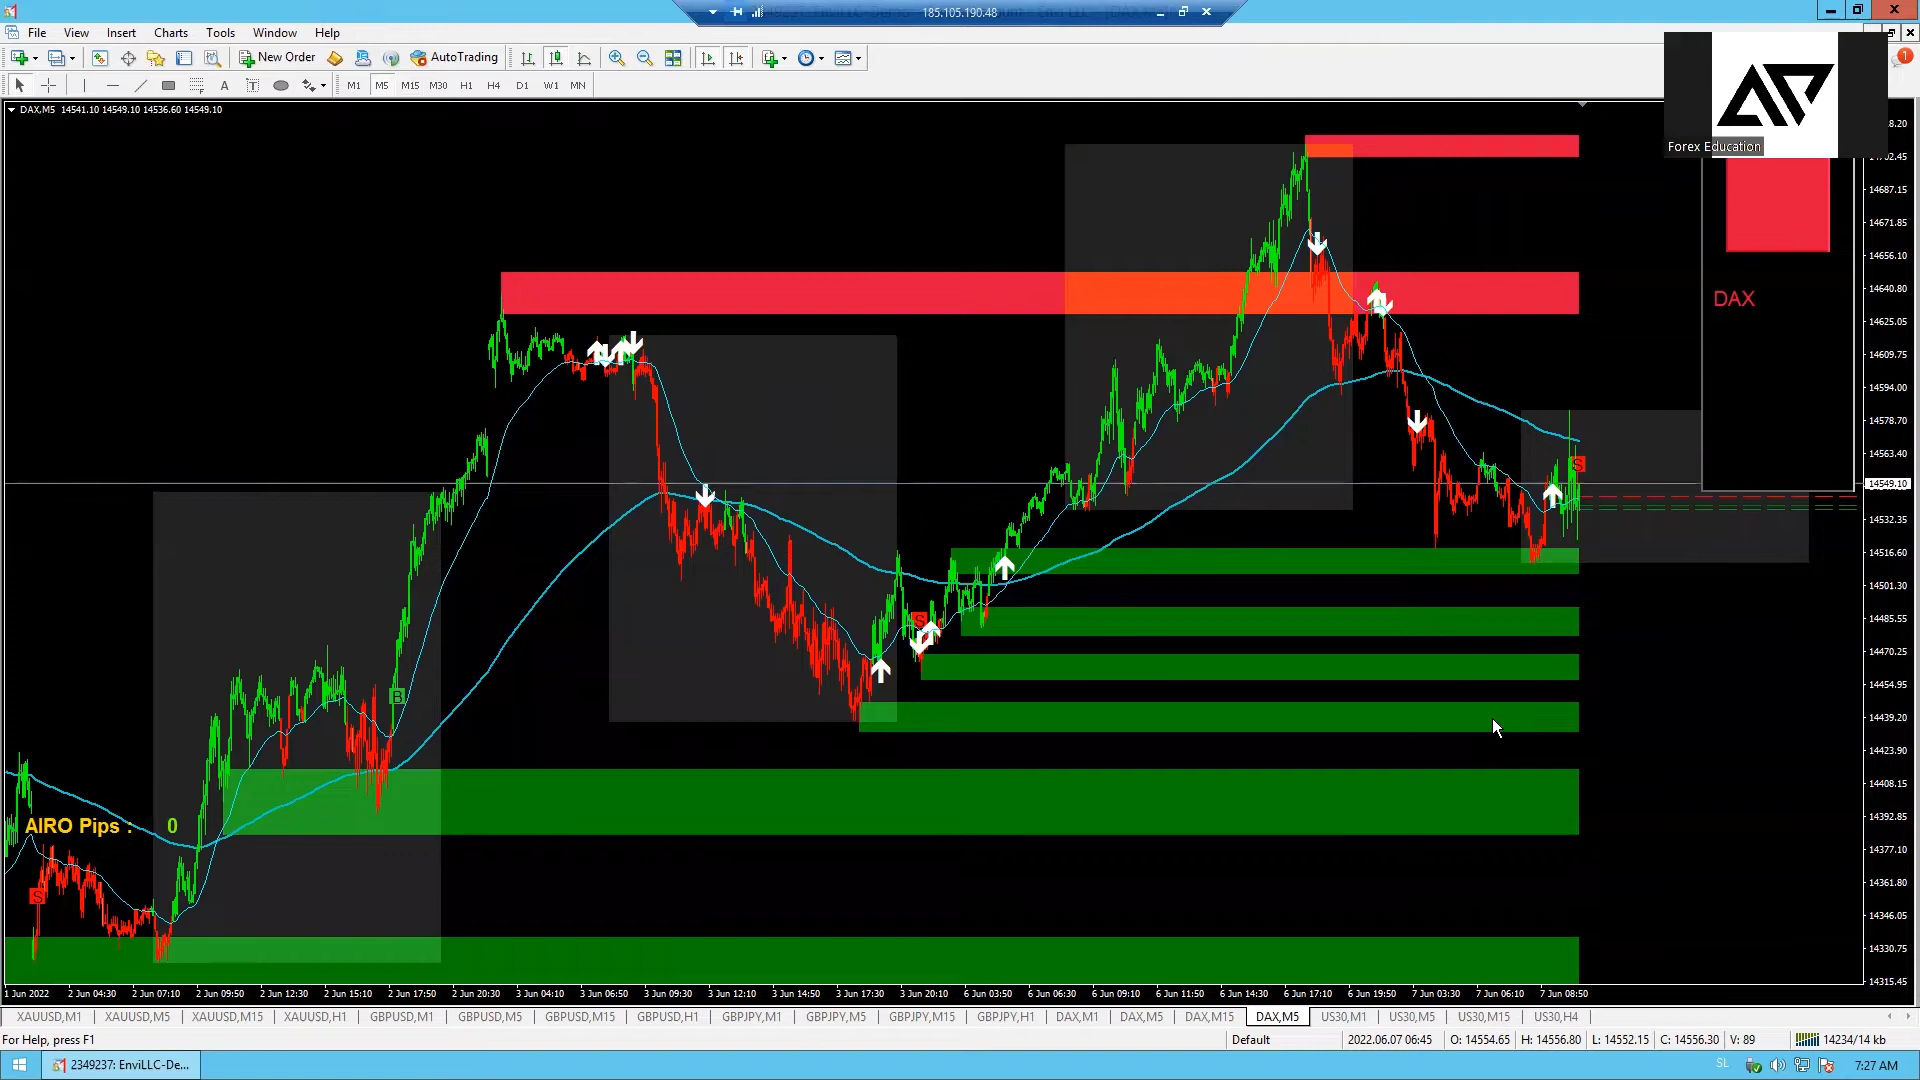 185.105.190.48
File View Insert Charts Tools Window Help
New Order AutoTrading
1
A T M1 M5 M15 M30 H1 H4 D1 W1 MN
DAX,M5 14541.10 14549.10 14536.60 14549.10
Forex Education
DAX
14687.15
14671.85
14656.10
14640.80
14625.05
14609.75
14594.00
14578.70
14563.40
14549.10
14532.35
14516.60
14501.30
14485.55
14470.25
14454.95
14439.20
14423.90
14408.15
14392.85
14377.10
14361.80
14346.05
14330.75
14315.45
S
S
B
S
AIRO Pips : 0
1 Jun 2022 2 Jun 04:30 2 Jun 07:10 2 Jun 09:50 2 Jun 12:30 2 Jun 15:10 2 Jun 17:50 2 Jun 20:30 3 Jun 04:10 3 Jun 06:50 3 Jun 09:30 3 Jun 12:10 3 Jun 14:50 3 Jun 17:30 3 Jun 20:10 6 Jun 03:50 6 Jun 06:30 6 Jun 09:10 6 Jun 11:50 6 Jun 14:30 6 Jun 17:10 6 Jun 19:50 7 Jun 03:30 7 Jun 06:10 7 Jun 08:50
XAUUSD,M1 XAUUSD,M5 XAUUSD,M15 XAUUSD,H1 GBPUSD,M1 GBPUSD,M5 GBPUSD,M15 GBPUSD,H1 GBPJPY,M1 GBPJPY,M5 GBPJPY,M15 GBPJPY,H1 DAX,M1 DAX,M5 DAX,M15 DAX,M5 US30,M1 US30,M5 US30,M15 US30,H4
For Help, press F1 Default 2022.06.07 06:45 O: 14554.65 H: 14556.80 L: 14552.15 C: 14556.30 V: 89 14234/14 kb
2349237: EnviLLC-De... SL 7:27 AM